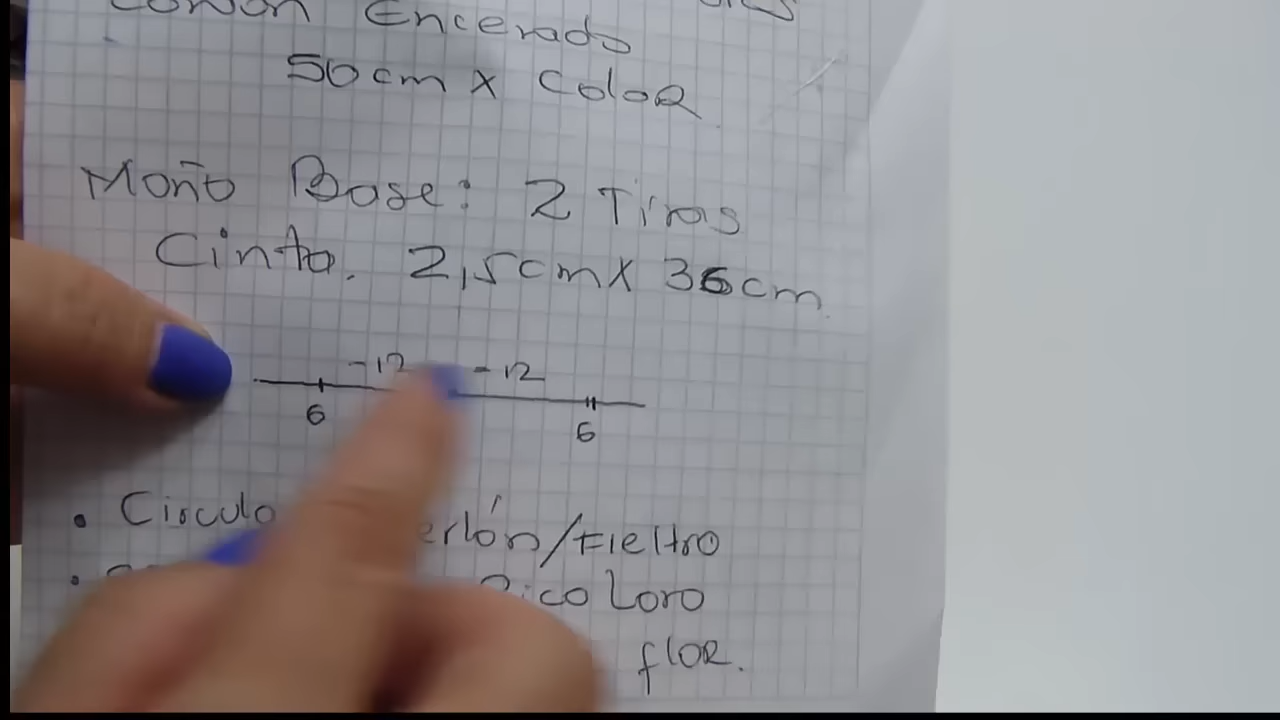 Encerado
50cm x Color
Moño Base: 2 Tiras
Cinta. 2,5cm x 36cm
-12 -12
6 6
• Circulo /Fieltro
• Pico Loro
flor.